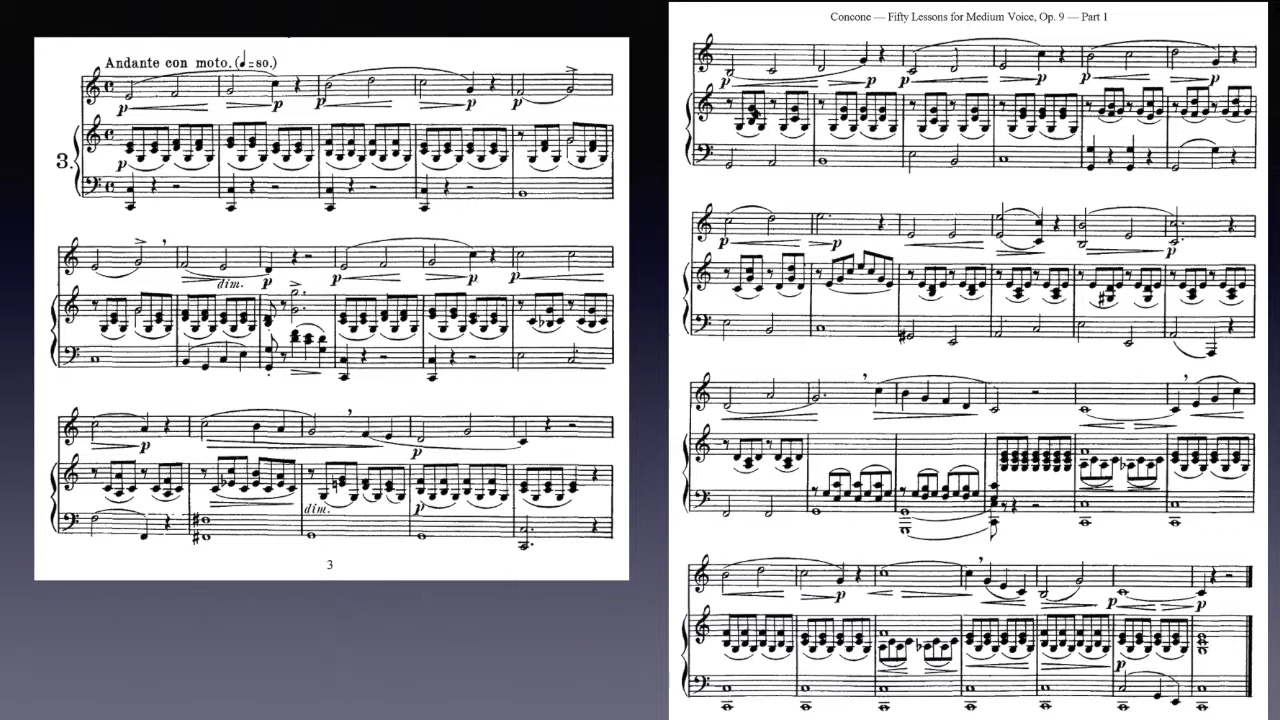 Andante con moto. (♩=80.)
p p p p p
3.
p
dim. p p p p
p p
dim. p
3
Concone — Fifty Lessons for Medium Voice, Op. 9 — Part 1
p p p p p p
p p p
p p p
p